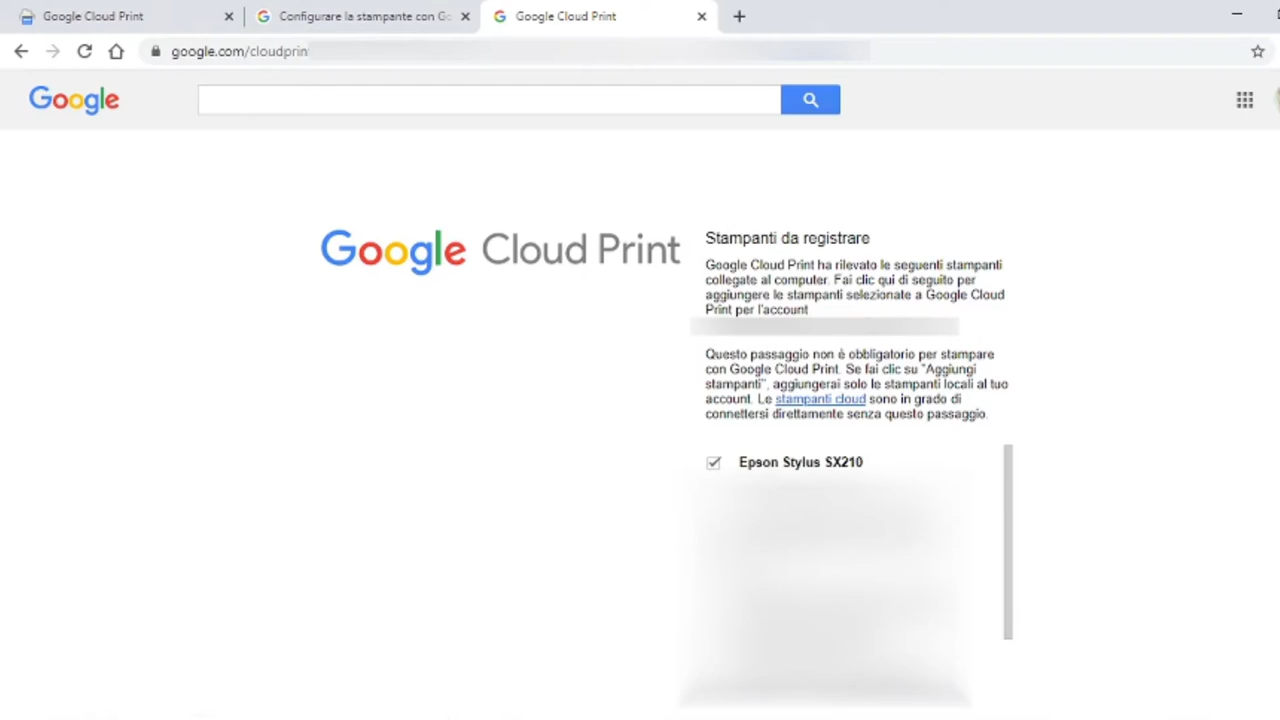 Google Cloud Print
Configurare la stampante con Go
Google Cloud Print
google.com/cloudprin
Google
Google Cloud Print
Stampanti da registrare
Google Cloud Print ha rilevato le seguenti stampanti
collegate al computer. Fai clic qui di seguito per
aggiungere le stampanti selezionate a Google Cloud
Print per l'account
Questo passaggio non è obbligatorio per stampare
con Google Cloud Print. Se fai clic su "Aggiungi
stampanti", aggiungerai solo le stampanti locali al tuo
account. Le stampanti cloud sono in grado di
connettersi direttamente senza questo passaggio.
Epson Stylus SX210